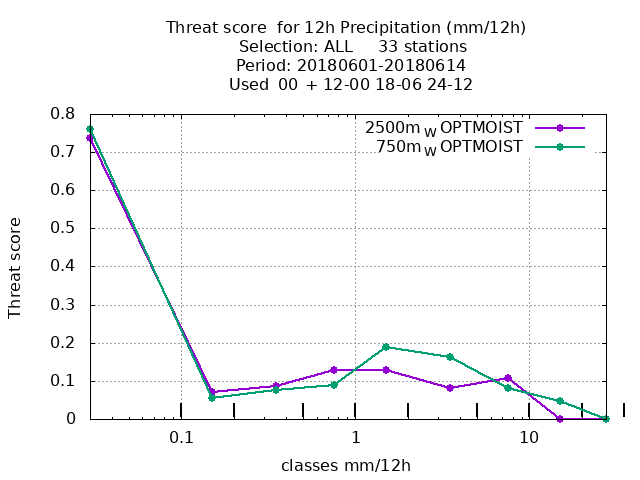 Threat score  for 12h Precipitation (mm/12h)
Selection: ALL     33 stations
Period: 20180601-20180614
Used  00 + 12-00 18-06 24-12
2500m_W OPTMOIST
750m_W OPTMOIST
0.8
0.7
0.6
0.5
0.4
0.3
0.2
0.1
0
Threat score
0.1 1 10
classes mm/12h